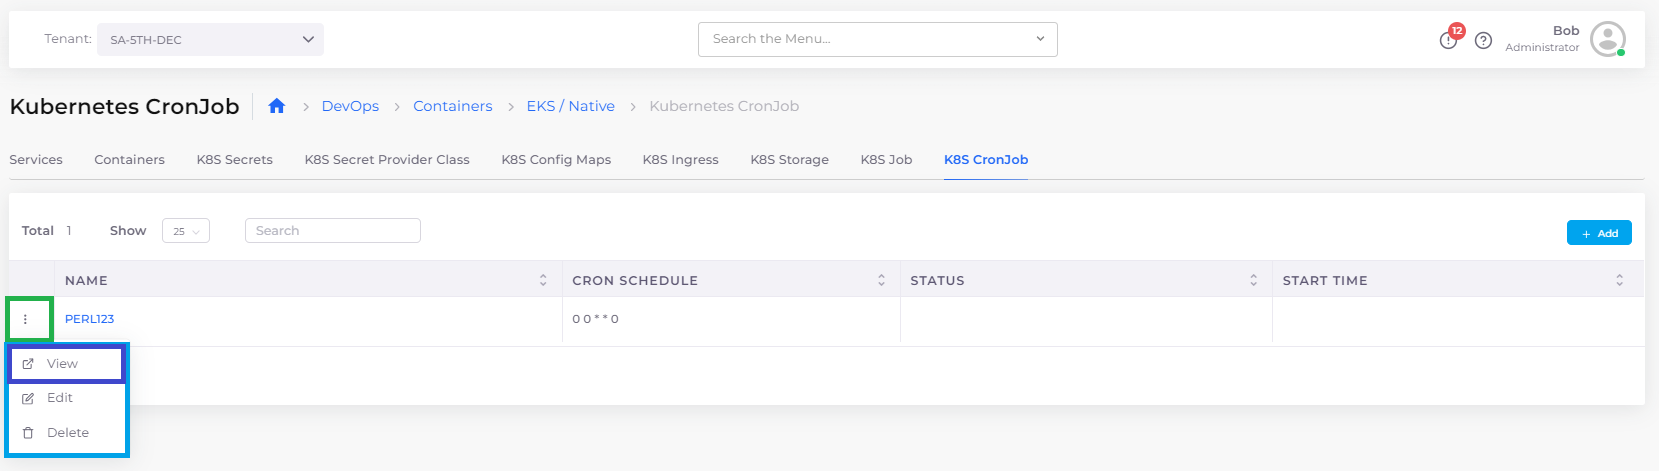 Tenant: SA-5TH-DEC Search the Menu... 12 Bob
Administrator
Kubernetes CronJob DevOps Containers EKS / Native Kubernetes CronJob
Services Containers K8S Secrets K8S Secret Provider Class K8S Config Maps K8S Ingress K8S Storage K8S Job K8S CronJob
Total 1 Show 25 Search + Add
NAME CRON SCHEDULE STATUS START TIME
PERL123 0 0 * * 0
View
Edit
Delete